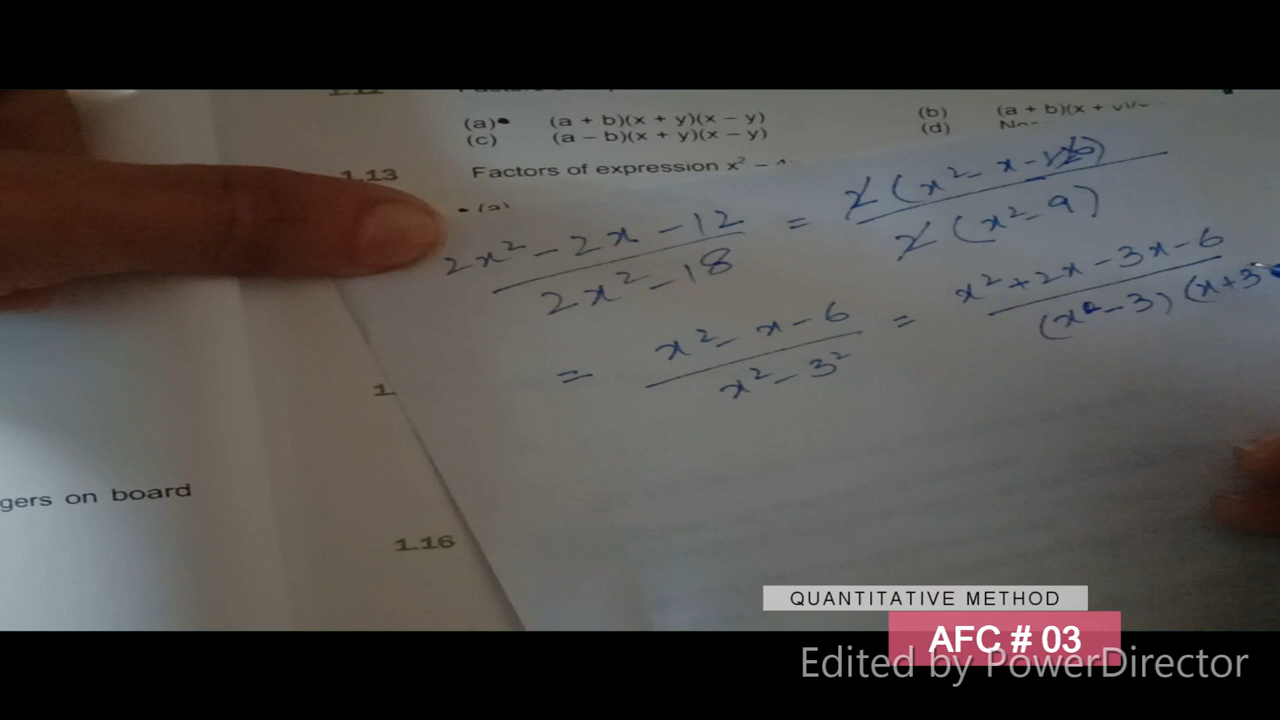 (a) (a + b)(x + y)(x – y) (b) (a + b)(x +
(c) (a – b)(x + y)(x – y) (d)
1.13 Factors of expression x² –
(a)
2x² – 2x – 12 / 2x² – 18 = 2(x² – x – 6) / 2(x² – 9)
= x² – x – 6 / x² – 3² = x² + 2x – 3x – 6 / (x – 3)(x + 3
1.
gers on board
1.16
QUANTITATIVE METHOD
AFC # 03
Edited by PowerDirector